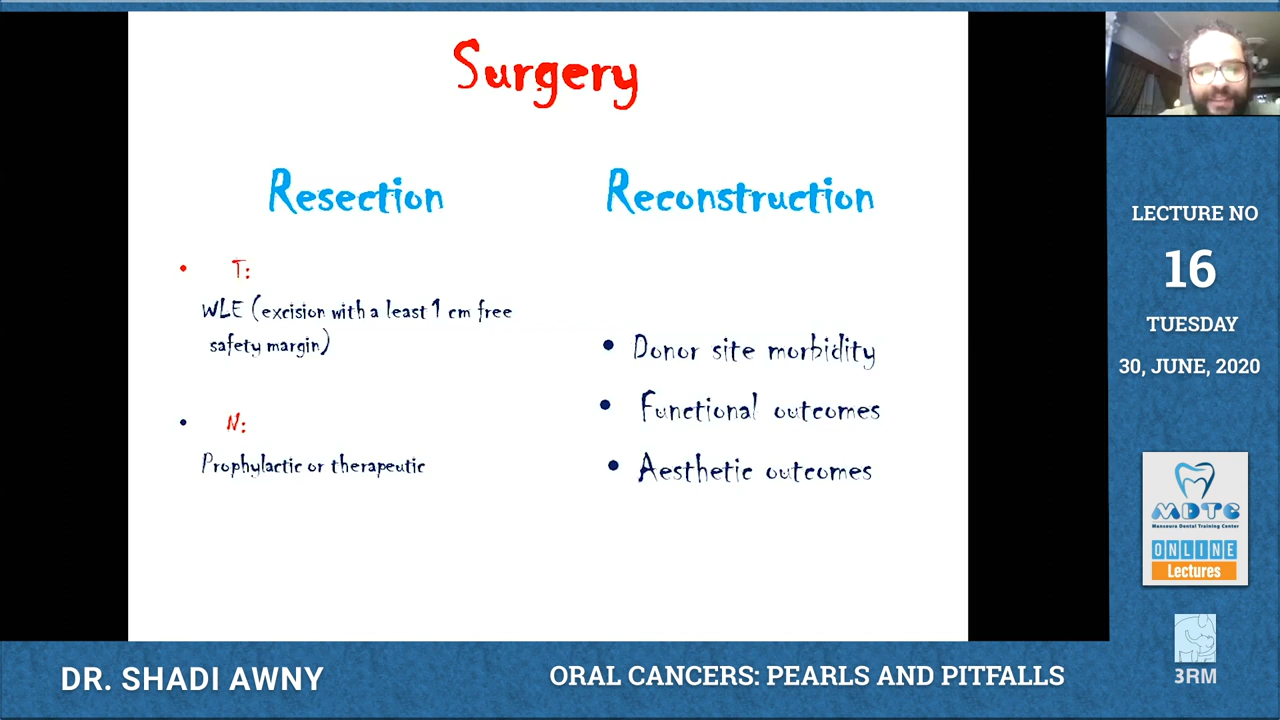 Surgery
Resection
Reconstruction
• T:
WLE (excision with a least 1 cm free
safety margin)
• N:
Prophylactic or therapeutic
• Donor site morbidity
• Functional outcomes
• Aesthetic outcomes
LECTURE NO
16
TUESDAY
30, JUNE, 2020
MDTC
Mansoura Dental Training Center
ONLINE
Lectures
3RM
DR. SHADI AWNY
ORAL CANCERS: PEARLS AND PITFALLS